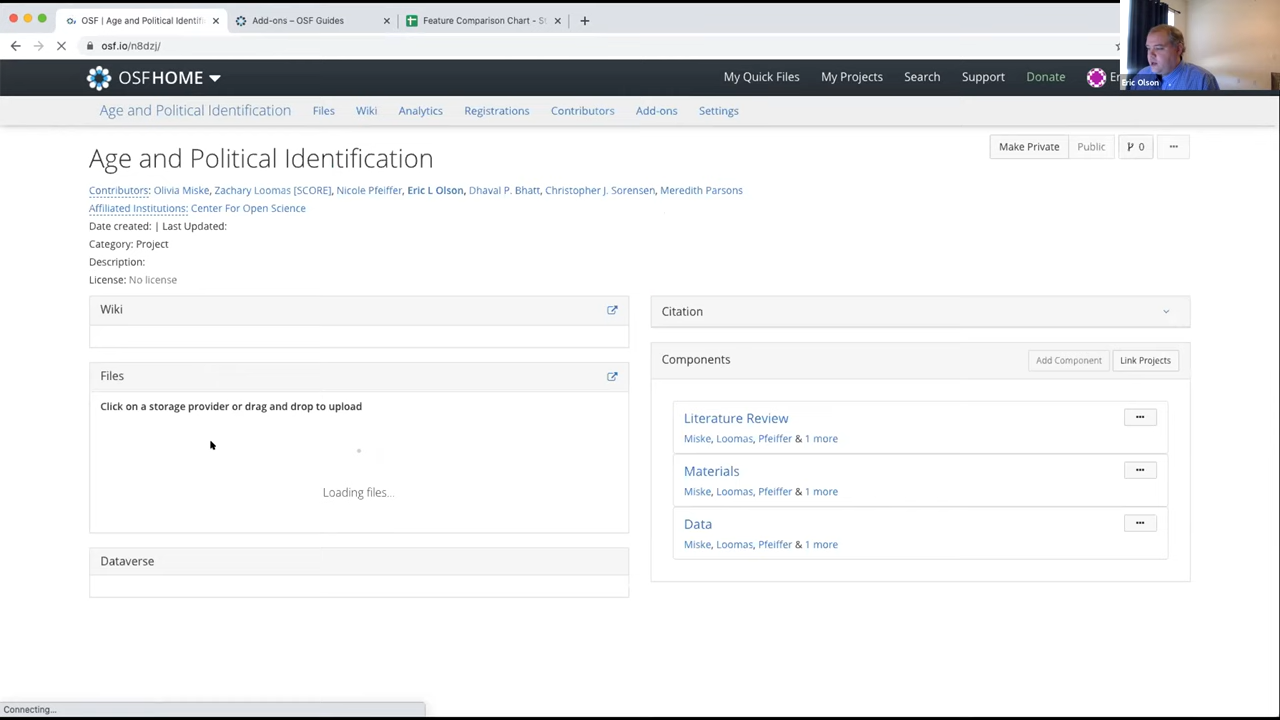 OSF | Age and Political Identifi
Add-ons – OSF Guides
Feature Comparison Chart - S
osf.io/n8dzj/
OSFHOME
My Quick Files
My Projects
Search
Support
Donate
Er
Eric Olson
Age and Political Identification
Files
Wiki
Analytics
Registrations
Contributors
Add-ons
Settings
Age and Political Identification
Make Private
Public
0
Contributors: Olivia Miske, Zachary Loomas [SCORE], Nicole Pfeiffer, Eric L Olson, Dhaval P. Bhatt, Christopher J. Sorensen, Meredith Parsons
Affiliated Institutions: Center For Open Science
Date created: | Last Updated:
Category: Project
Description:
License: No license
Wiki
Files
Click on a storage provider or drag and drop to upload
Loading files...
Dataverse
Citation
Components
Add Component
Link Projects
Literature Review
Miske, Loomas, Pfeiffer & 1 more
Materials
Miske, Loomas, Pfeiffer & 1 more
Data
Miske, Loomas, Pfeiffer & 1 more
Connecting...